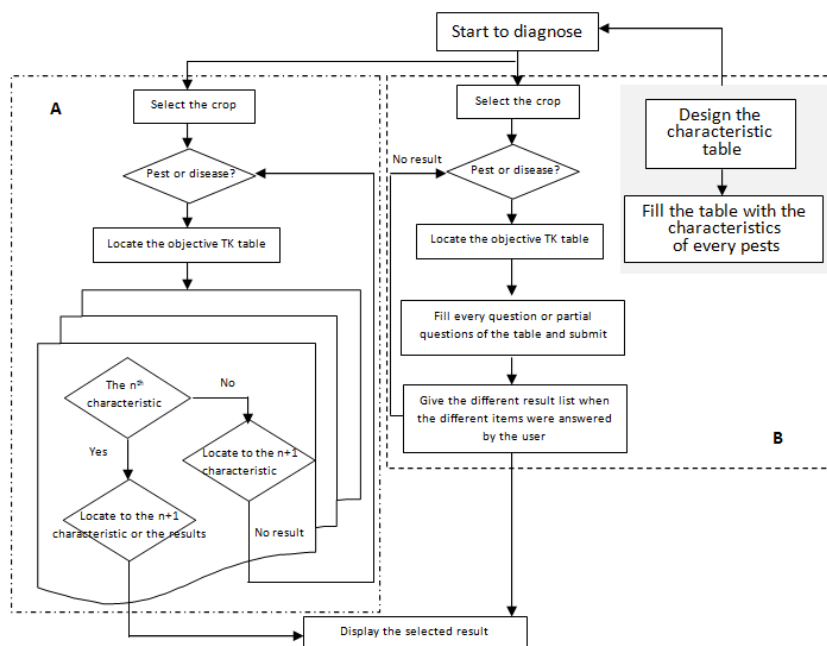 Start to diagnose
A
Select the crop
Pest or disease?
Locate the objective TK table
The nth
characteristic
No
Yes
Locate to the n+1
characteristic
Locate to the n+1
characteristic or the results
No result
Select the crop
No result
Pest or disease?
Locate the objective TK table
Fill every question or partial
questions of the table and submit
Give the different result list when
the different items were answered
by the user
B
Design the
characteristic
table
Fill the table with the
characteristics
of every pests
Display the selected result